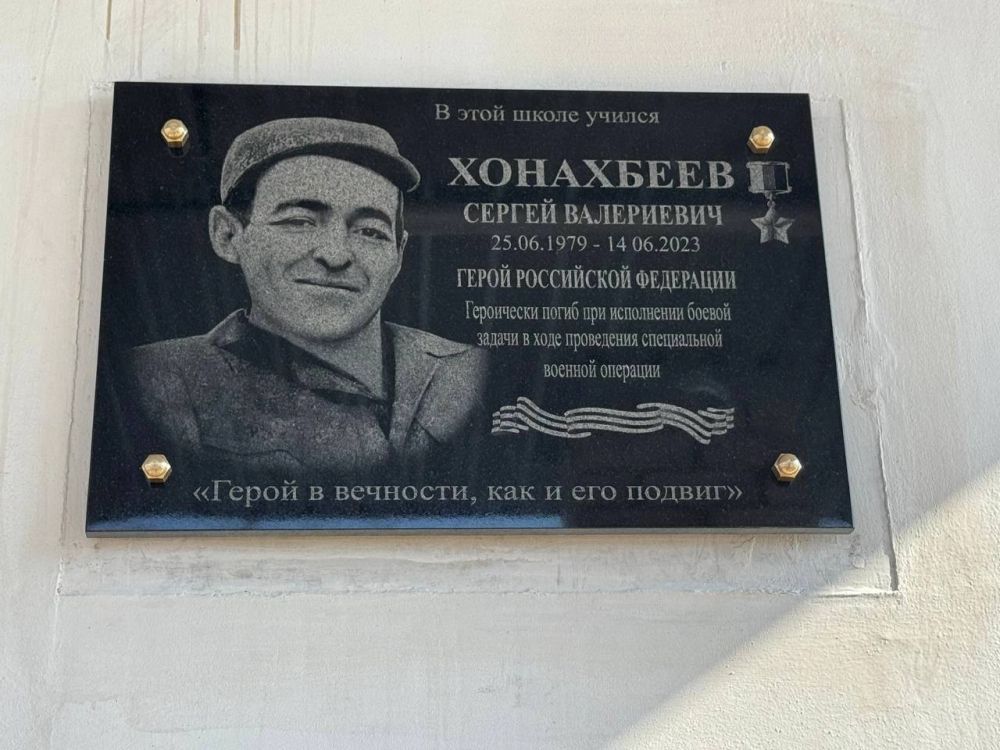 В этой школе учился
ХОНАХБЕЕВ
СЕРГЕЙ ВАЛЕРИЕВИЧ
25.06.1979 - 14 06.2023
ГЕРОЙ РОССИЙСКОЙ ФЕДЕРАЦИИ
Героически погиб при исполнении боевой
задачи в ходе проведения специальной
военной операции
«Герой в вечности, как и его подвиг»